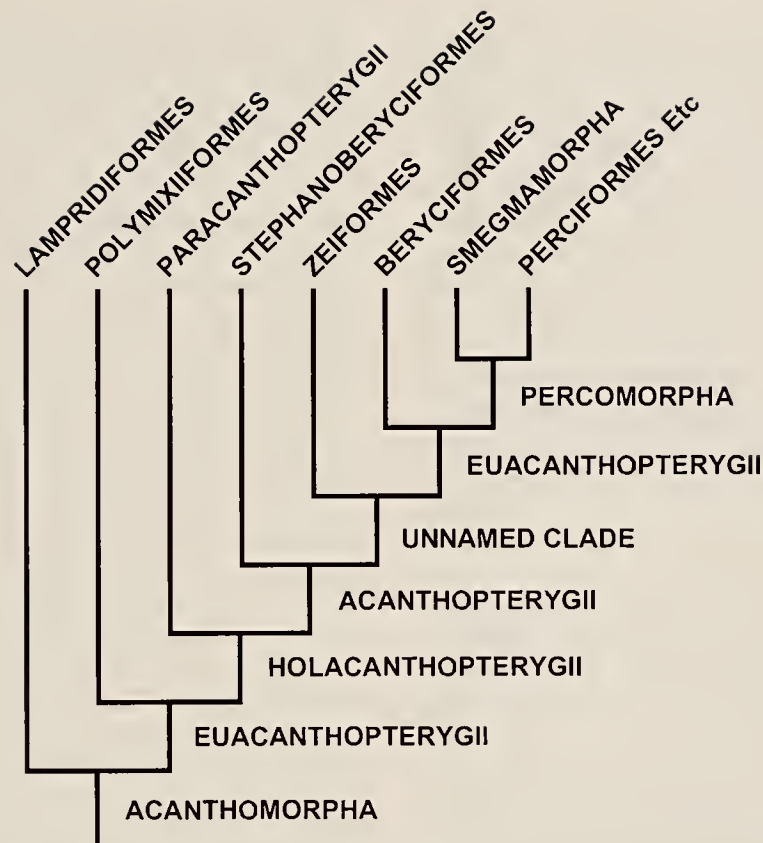 LAMPRIDIFORMES
POLYMIXIIFORMES
PARACANTHOPTERYGII
STEPHANOBERYCIFORMES
ZEIFORMES
BERYCIFORMES
SMEGMAMORPHA
PERCIFORMES Etc
PERCOMORPHA
EUACANTHOPTERYGII
UNNAMED CLADE
ACANTHOPTERYGII
HOLACANTHOPTERYGII
EUACANTHOPTERYGII
ACANTHOMORPHA